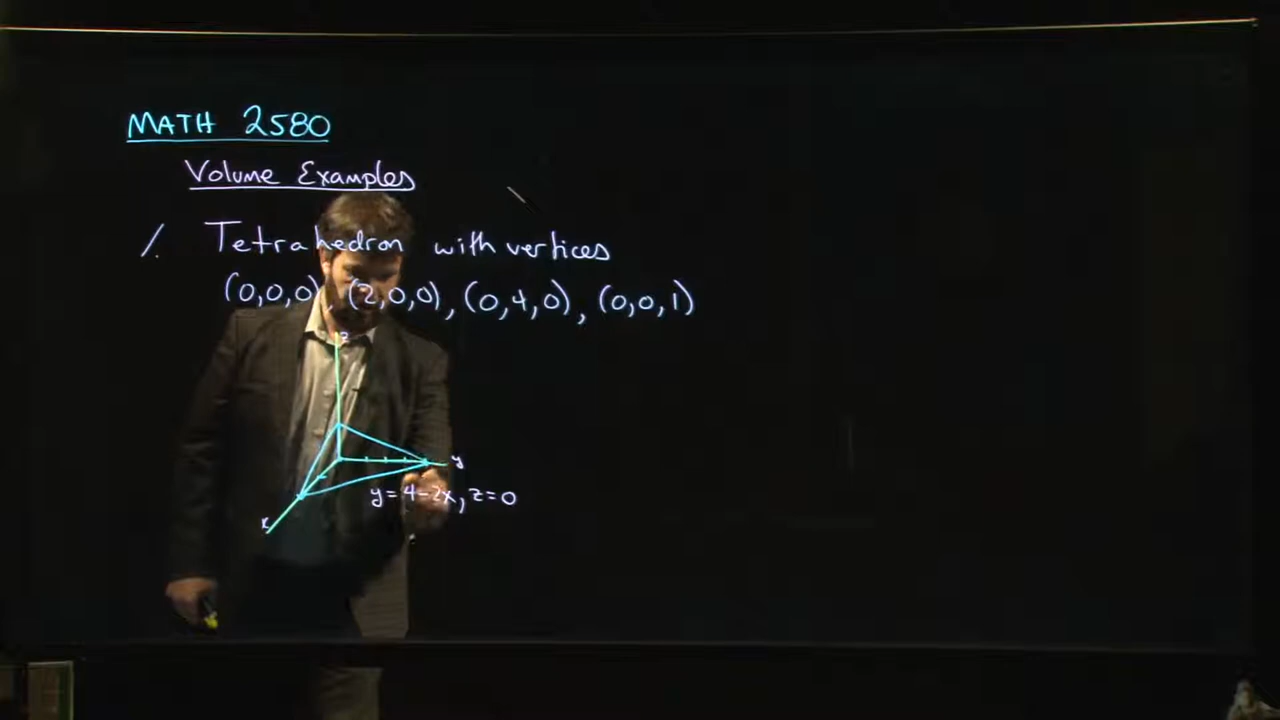 MATH 2580
Volume Examples
1. Tetrahedron with vertices
(0,0,0), (2,0,0), (0,4,0), (0,0,1)
z
y
y=4-2x, z=0
x